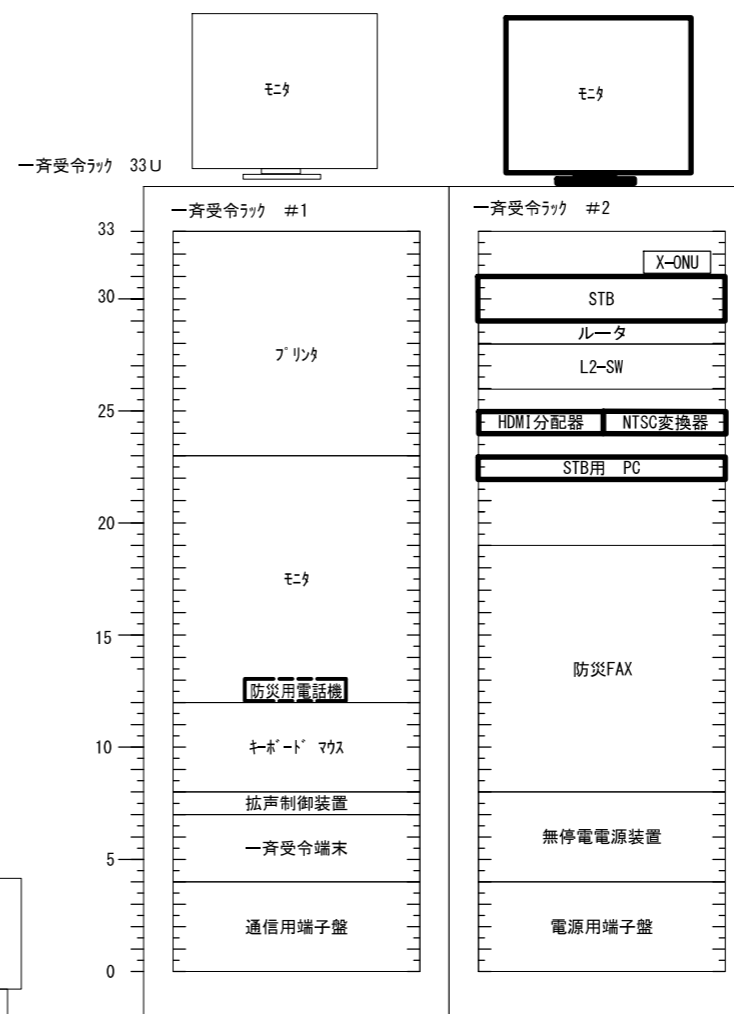 モニタ
モニタ
一斉受令ラック 33U
一斉受令ラック #1
一斉受令ラック #2
33
X-ONU
30
STB
ルータ
プリンタ
L2-SW
25
HDMI分配器
NTSC変換器
STB用 PC
20
モニタ
15
防災FAX
防災用電話機
10
キーボード マウス
拡声制御装置
無停電電源装置
一斉受令端末
5
通信用端子盤
電源用端子盤
0